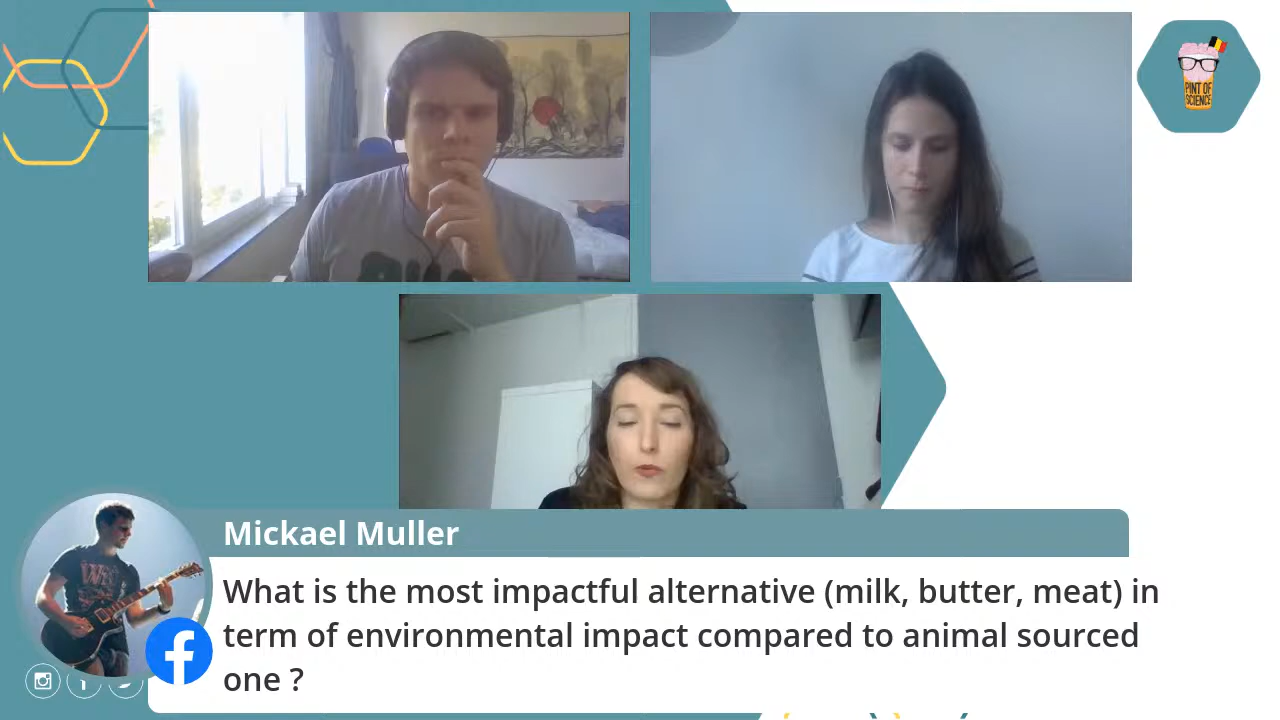 PINT OF
SCIENCE
Mickael Muller
What is the most impactful alternative (milk, butter, meat) in
term of environmental impact compared to animal sourced
one ?